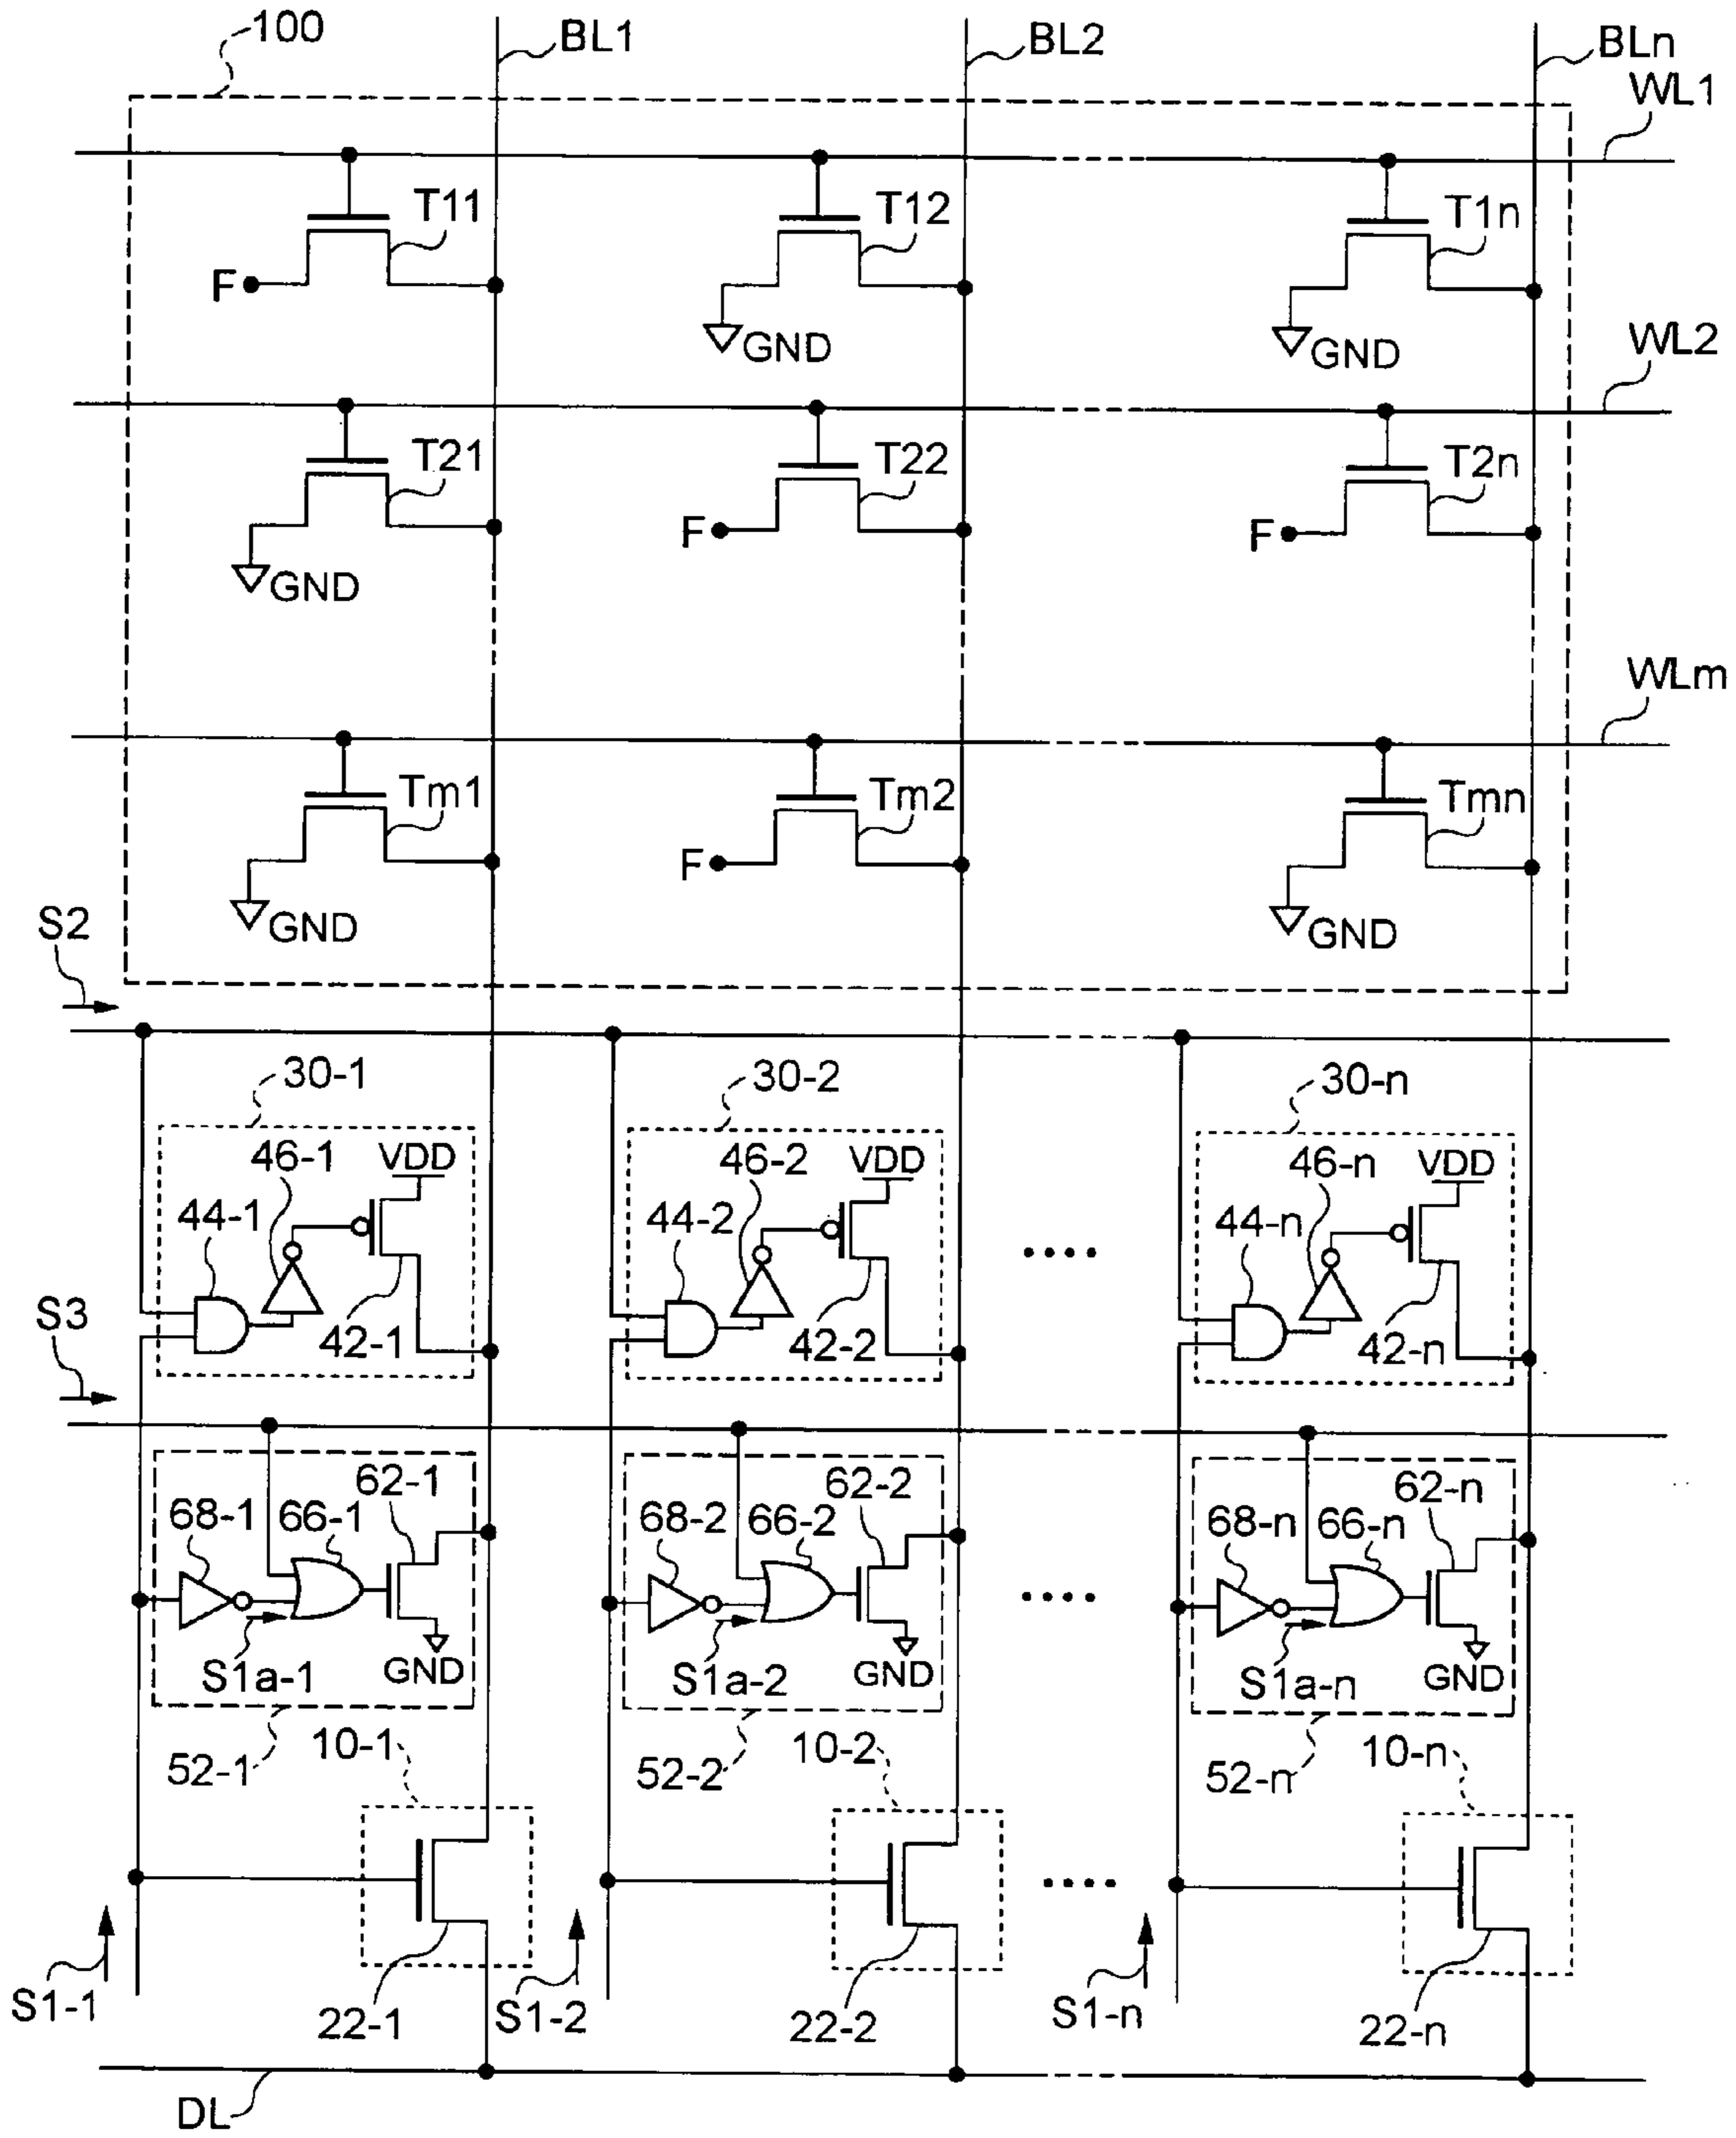 100
BL1
BL2
BLn
WL1
T11
T12
T1n
F
GND
GND
WL2
T21
T22
T2n
GND
F
F
WLm
Tm1
Tm2
Tmn
GND
F
GND
S2
30-1
30-2
30-n
46-1
VDD
46-2
VDD
46-n
VDD
44-1
44-2
44-n
S3
42-1
42-2
42-n
62-1
62-2
62-n
68-1
66-1
68-2
66-2
68-n
66-n
S1a-1
GND
S1a-2
GND
S1a-n
GND
52-1
10-1
52-2
10-2
52-n
10-n
S1-1
22-1
S1-2
22-2
S1-n
22-n
DL